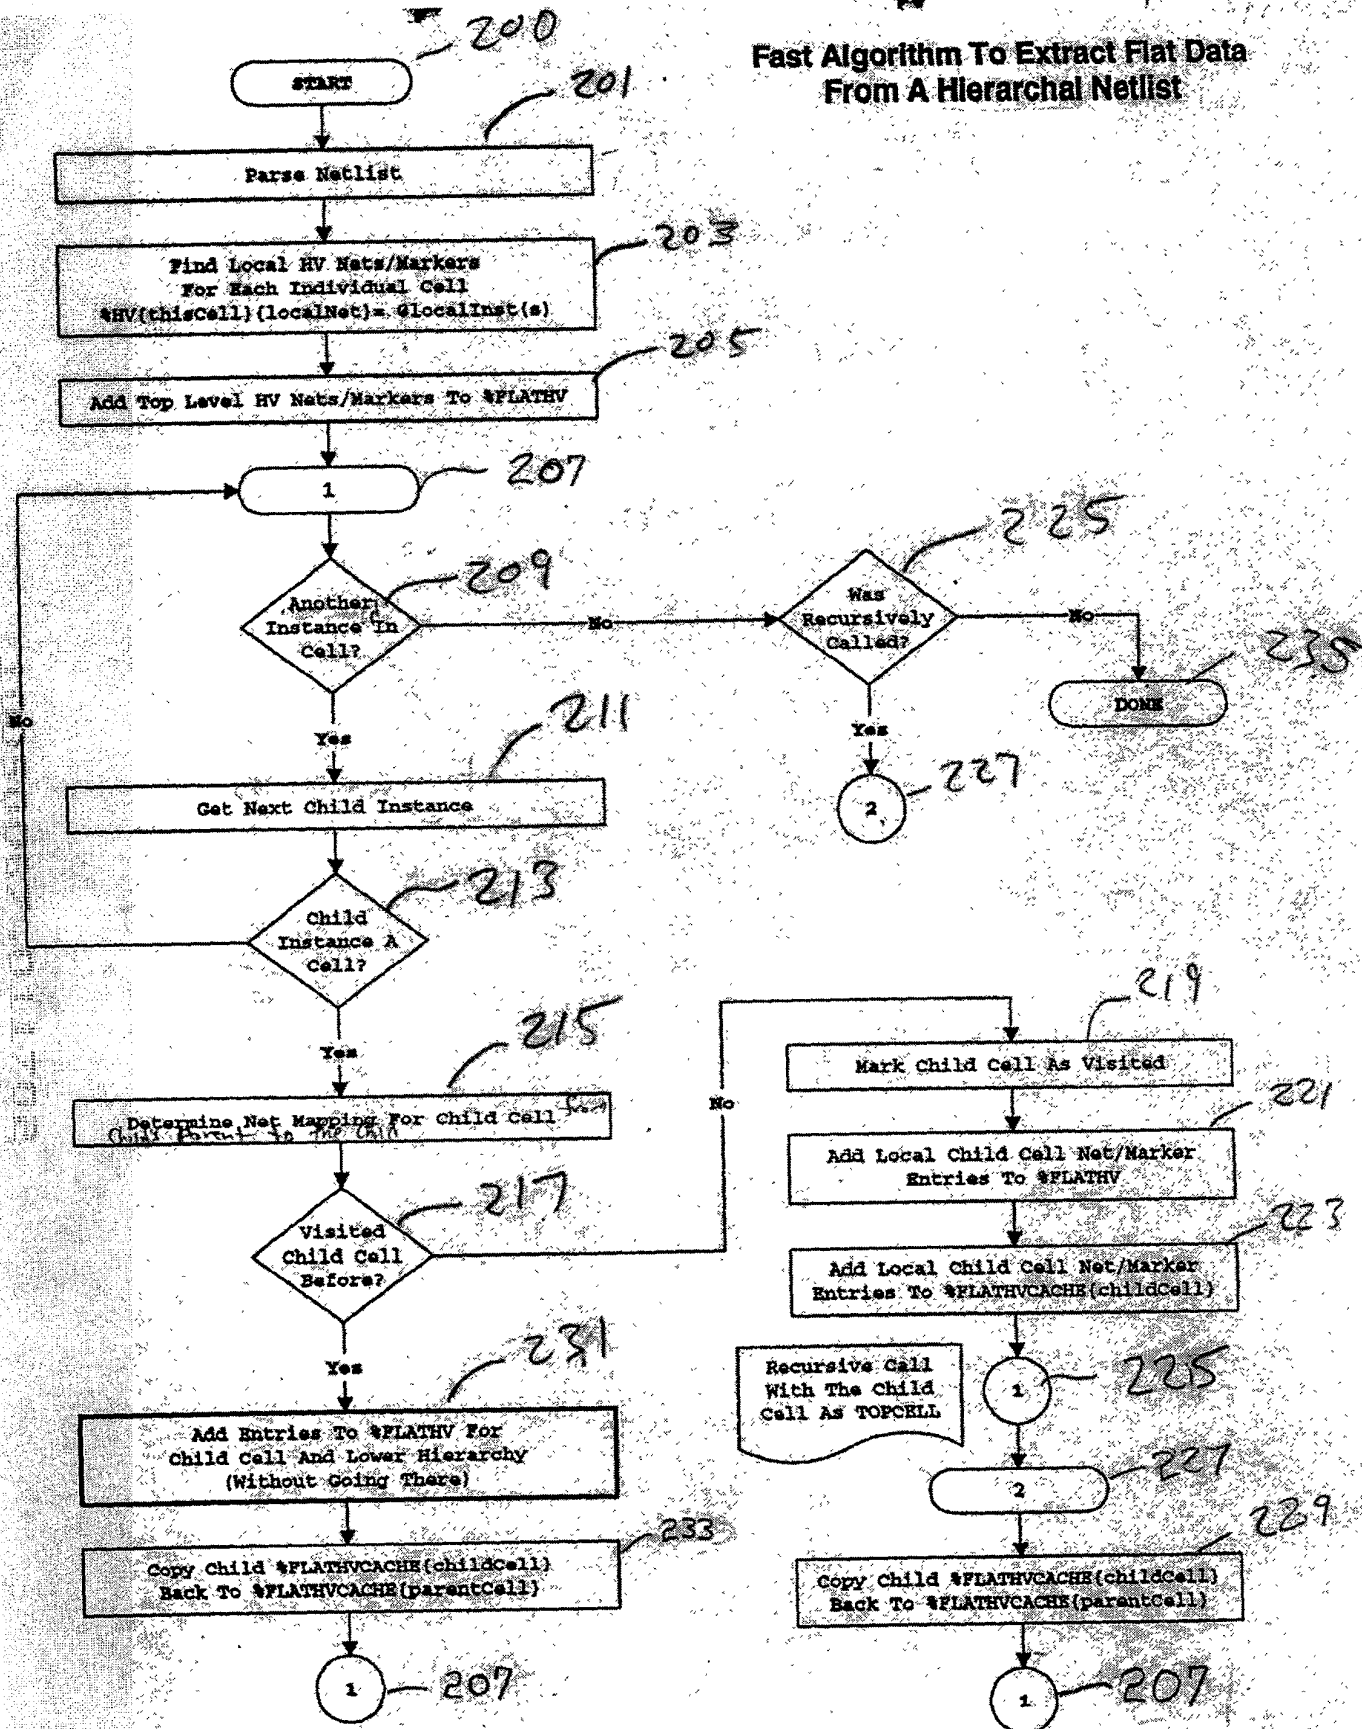 200
Fast Algorithm To Extract Flat Data
From A Hierarchal Netlist
START
201
Parse Netlist
203
Find Local HV Nets/Markers
For Each Individual Cell
%HV{thisCell}{localNet}= @localInst(s)
205
Add Top Level HV Nets/Markers To %FLATHV
207
1
209
Another
Instance In
Cell?
No
225
Was
Recursively
Called?
No
235
DONE
Yes
227
2
No
Yes
211
Get Next Child Instance
213
Child
Instance A
Cell?
Yes
215
Determine Net Mapping For Child Cell from
Child's Parent to the Child
217
Visited
Child Cell
Before?
No
219
Mark Child Cell As Visited
221
Add Local Child Cell Net/Marker
Entries To %FLATHV
223
Add Local Child Cell Net/Marker
Entries To %FLATHVCACHE{childCell}
Yes
231
Add Entries To %FLATHV For
Child Cell And Lower Hierarchy
(Without Going There)
Recursive Call
With The Child
Cell As TOPCELL
1
225
2
227
233
Copy Child %FLATHVCACHE{childCell}
Back To %FLATHVCACHE{parentCell}
229
Copy Child %FLATHVCACHE{childCell}
Back To %FLATHVCACHE{parentCell}
1
207
1
207